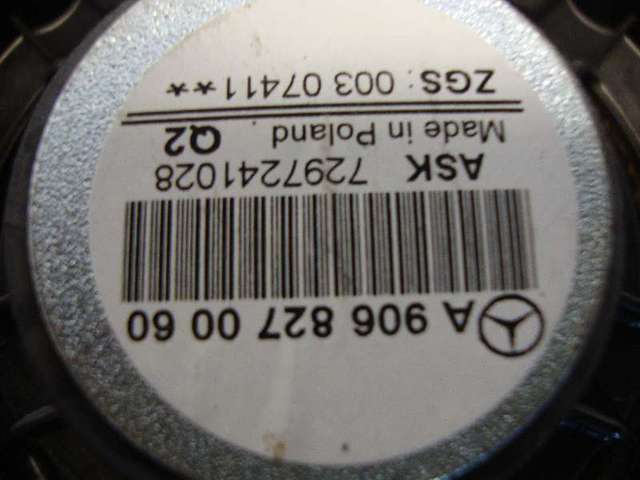 A 906 827 00 60
ASK 7297241028
Made in Poland. Q2
ZGS: 003 07411**